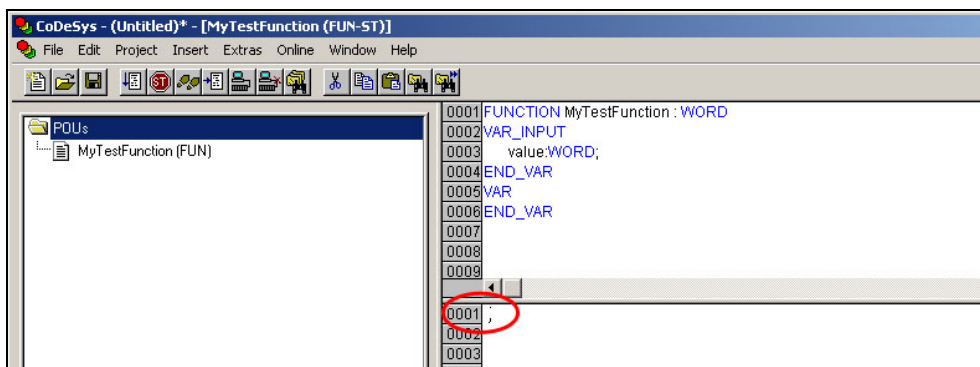 CoDeSys - (Untitled)* - [MyTestFunction (FUN-ST)]
File Edit Project Insert Extras Online Window Help
POUs
MyTestFunction (FUN)
0001 FUNCTION MyTestFunction : WORD
0002 VAR_INPUT
0003 value:WORD;
0004 END_VAR
0005 VAR
0006 END_VAR
0007
0008
0009
0001 ;
0002
0003